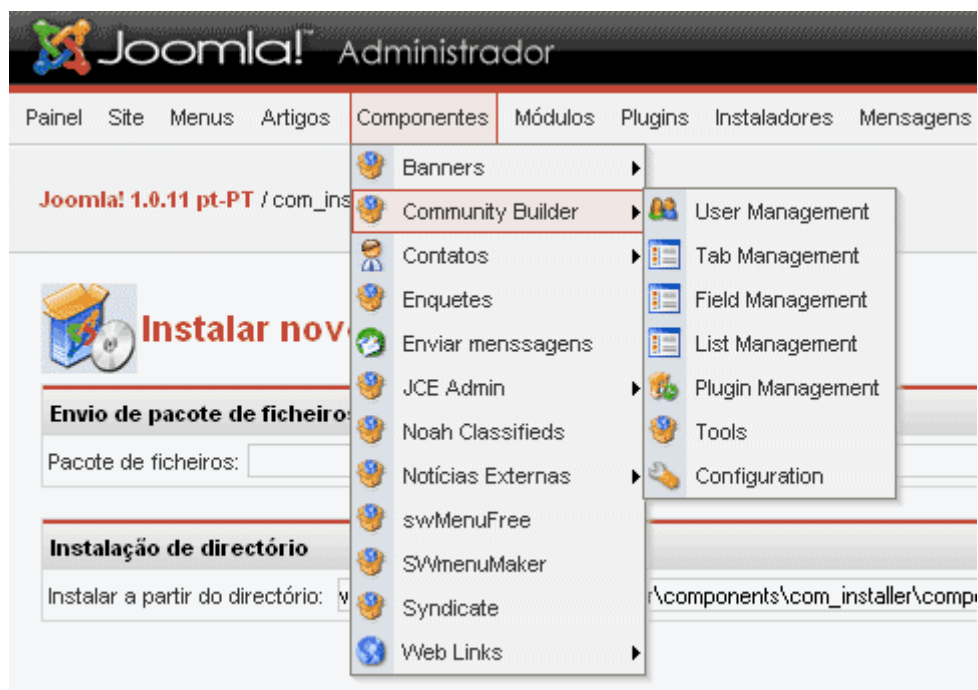 Joomla!™ Administrador
Painel Site Menus Artigos Componentes Módulos Plugins Instaladores Mensagens
Joomla! 1.0.11 pt-PT / com_ins
Instalar nov
Envio de pacote de ficheiro
Pacote de ficheiros:
Instalação de directório
Instalar a partir do directório: r\components\com_installer\comp
Banners
Community Builder
Contatos
Enquetes
Enviar menssagens
JCE Admin
Noah Classifieds
Notícias Externas
swMenuFree
SWmenuMaker
Syndicate
Web Links
User Management
Tab Management
Field Management
List Management
Plugin Management
Tools
Configuration